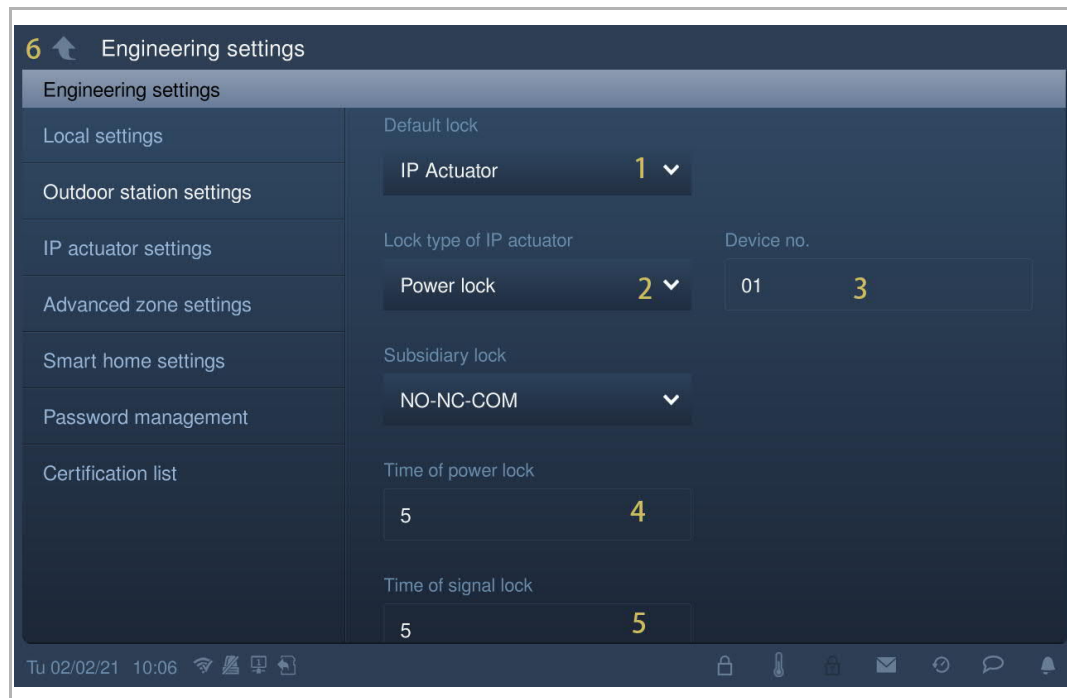 6 Engineering settings
Engineering settings
Local settings
Outdoor station settings
IP actuator settings
Advanced zone settings
Smart home settings
Password management
Certification list
Default lock
IP Actuator 1
Lock type of IP actuator
Power lock 2
Device no.
01 3
Subsidiary lock
NO-NC-COM
Time of power lock
5 4
Time of signal lock
5 5
Tu 02/02/21 10:06